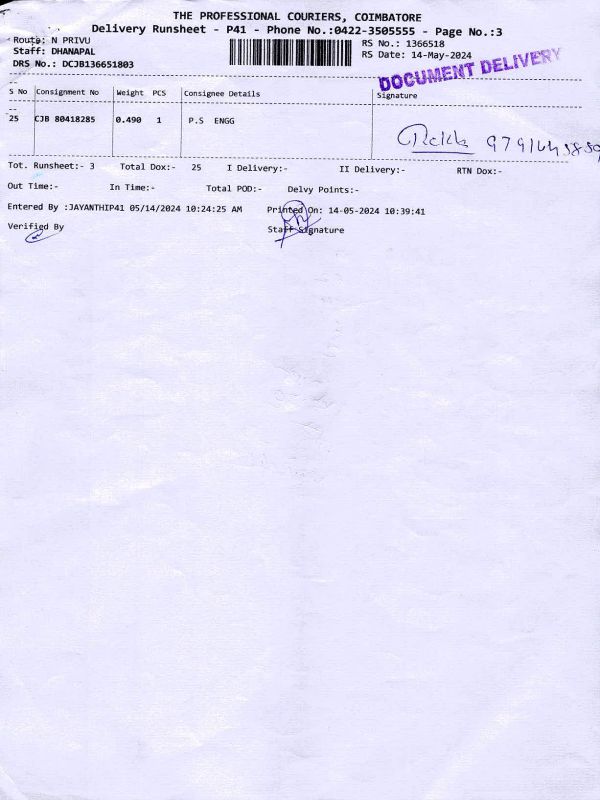 THE PROFESSIONAL COURIERS, COIMBATORE
Delivery Runsheet - P41 - Phone No.:0422-3505555 - Page No.:3
Route: N PRIVU
Staff: DHANAPAL
DRS No.: DCJB136651803
RS No.: 1366518
RS Date: 14-May-2024
DOCUMENT DELIVERY
S No Consignment No Weight PCS Consignee Details Signature
25 CJB 80418285 0.490 1 P.S ENGG
Tot. Runsheet:- 3 Total Dox:- 25 I Delivery:- II Delivery:- RTN Dox:-
Out Time:- In Time:- Total POD:- Delvy Points:-
Entered By :JAYANTHIP41 05/14/2024 10:24:25 AM Printed On: 14-05-2024 10:39:41
Verified By Staff Signature